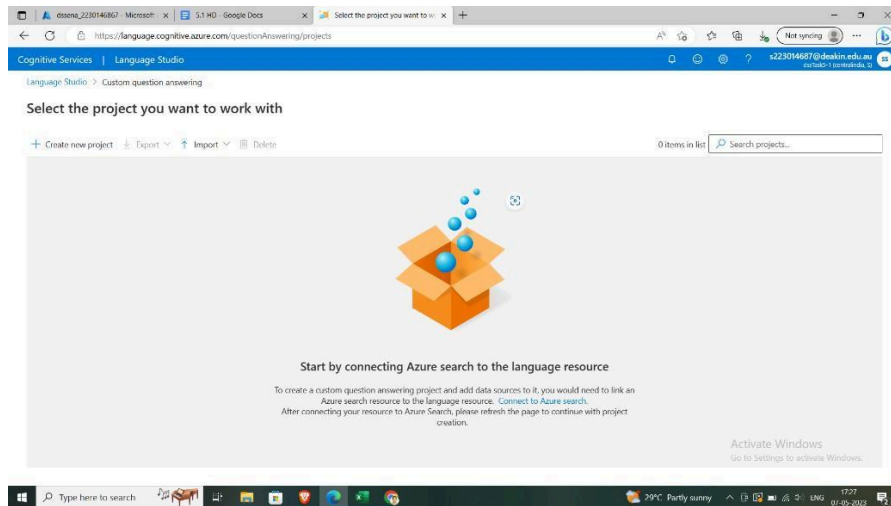 dssena_2230146867 - Microsoft
5.1 HD - Google Docs
Select the project you want to w
https://language.cognitive.azure.com/questionAnswering/projects
Not syncing
Cognitive Services | Language Studio
s223014687@deakin.edu.au
Language Studio > Custom question answering
Select the project you want to work with
Create new project Export Import Delete
0 items in list
Search projects...
Start by connecting Azure search to the language resource
To create a custom question answering project and add data sources to it, you would need to link an
Azure search resource to the language resource. Connect to Azure search.
After connecting your resource to Azure Search, please refresh the page to continue with project
creation.
Activate Windows
Go to Settings to activate Windows.
Type here to search
29°C Partly sunny
ENG
17:27
07-05-2023